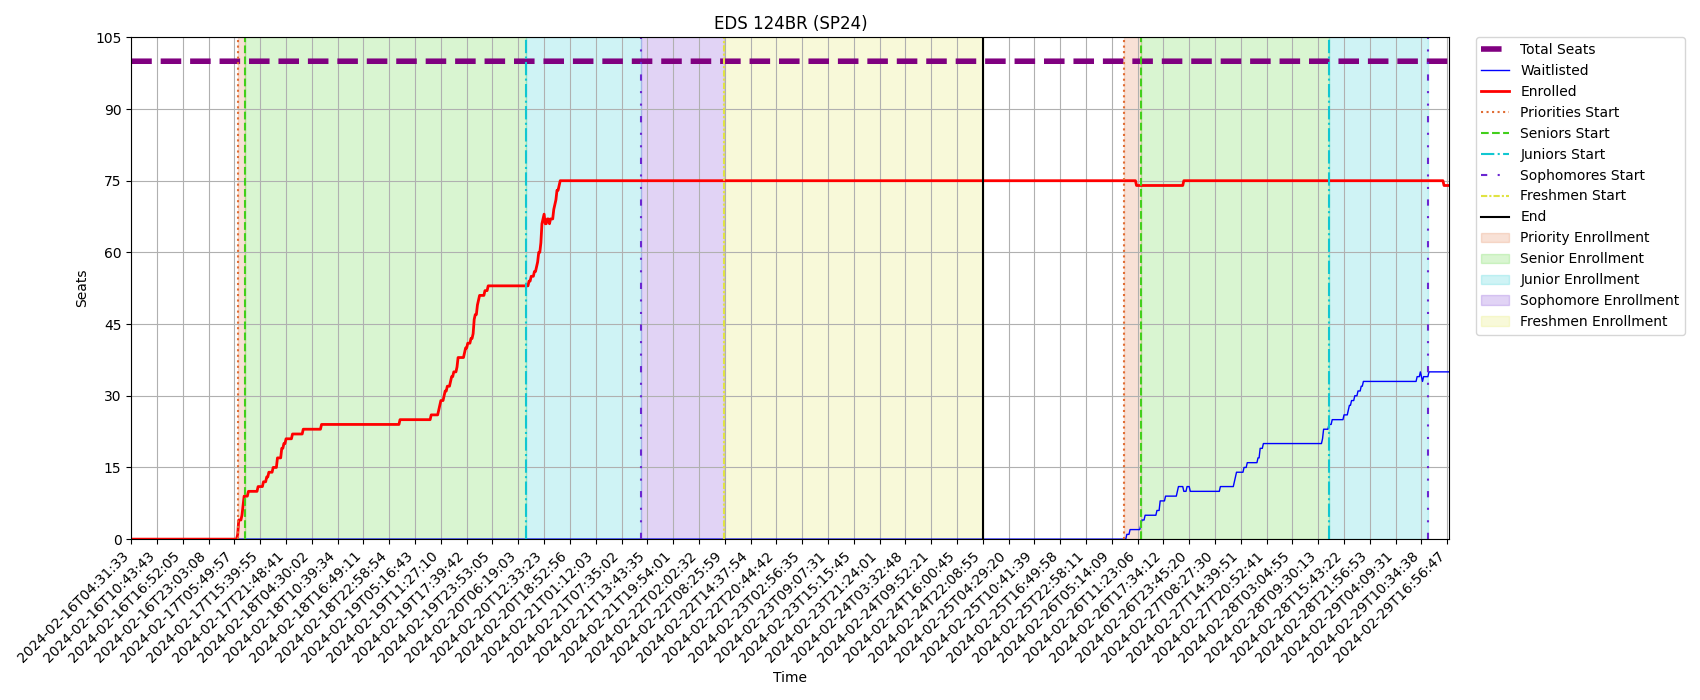 EDS 124BR (SP24)
105
90
75
60
45
30
15
0
Seats
2024-02-16T04:31:33
2024-02-16T10:43:43
2024-02-16T16:52:05
2024-02-16T23:03:08
2024-02-17T05:49:57
2024-02-17T15:39:55
2024-02-17T21:48:41
2024-02-18T04:30:02
2024-02-18T10:39:34
2024-02-18T16:49:11
2024-02-18T22:58:54
2024-02-19T05:16:43
2024-02-19T11:27:10
2024-02-19T17:39:42
2024-02-19T23:53:05
2024-02-20T06:19:03
2024-02-20T12:33:23
2024-02-20T18:52:56
2024-02-21T01:12:03
2024-02-21T07:35:02
2024-02-21T13:43:35
2024-02-21T19:54:01
2024-02-22T02:02:32
2024-02-22T08:25:59
2024-02-22T14:37:54
2024-02-22T20:44:42
2024-02-23T02:56:35
2024-02-23T09:07:31
2024-02-23T15:15:45
2024-02-23T21:24:01
2024-02-24T03:32:48
2024-02-24T09:52:21
2024-02-24T16:00:45
2024-02-24T22:08:55
2024-02-25T04:29:20
2024-02-25T10:41:39
2024-02-25T16:49:58
2024-02-25T22:58:11
2024-02-26T05:14:09
2024-02-26T11:23:06
2024-02-26T17:34:12
2024-02-26T23:45:20
2024-02-27T08:27:30
2024-02-27T14:39:51
2024-02-27T20:52:41
2024-02-28T03:04:55
2024-02-28T09:30:13
2024-02-28T15:43:22
2024-02-28T21:56:53
2024-02-29T04:09:31
2024-02-29T10:34:38
2024-02-29T16:56:47
Time
Total Seats
Waitlisted
Enrolled
Priorities Start
Seniors Start
Juniors Start
Sophomores Start
Freshmen Start
End
Priority Enrollment
Senior Enrollment
Junior Enrollment
Sophomore Enrollment
Freshmen Enrollment